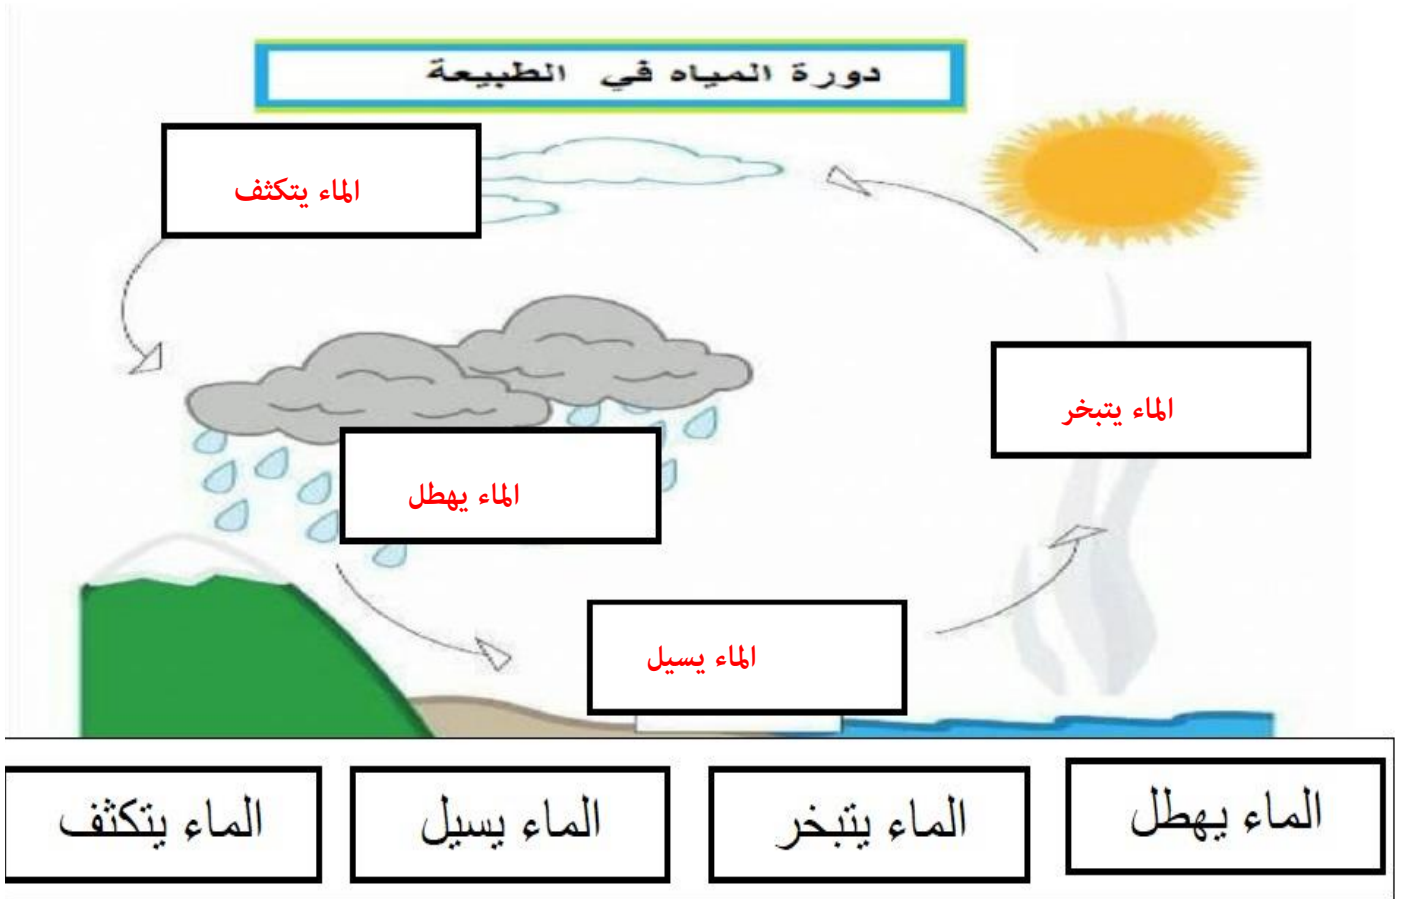 دورة المياه في الطبيعة
الماء يتكثف
الماء يتبخر
الماء يهطل
الماء يسيل
الماء يهطل
الماء يتبخر
الماء يسيل
الماء يتكثف